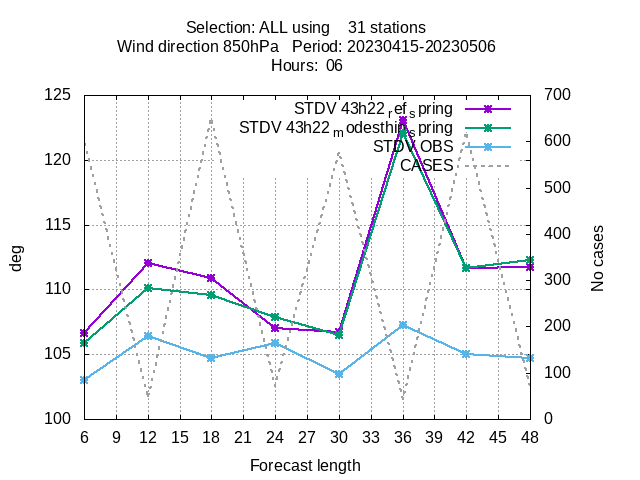 Selection: ALL using 31 stations
Wind direction 850hPa Period: 20230415-20230506
Hours: 06
STDV 43h22_ref_spring
STDV 43h22_modesthin_spring
STDV OBS
CASES
125
120
115
110
105
100
700
600
500
400
300
200
100
0
deg
No cases
6 9 12 15 18 21 24 27 30 33 36 39 42 45 48
Forecast length